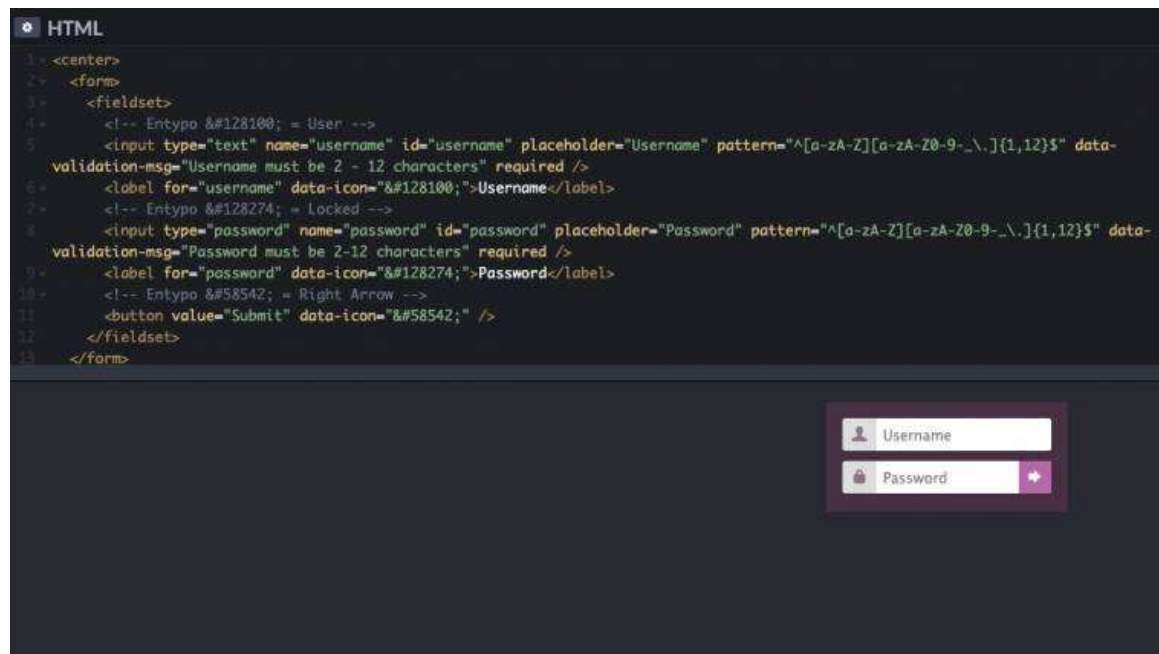 HTML
1 <center>
2 <form>
3 <fieldset>
4 <!-- Entypo &#128100; = User -->
5 <input type="text" name="username" id="username" placeholder="Username" pattern="^[a-zA-Z][a-zA-Z0-9-_\.]{1,12}$" data-
validation-msg="Username must be 2 - 12 characters" required />
6 <label for="username" data-icon="&#128100;">Username</label>
7 <!-- Entypo &#128274; = Locked -->
8 <input type="password" name="password" id="password" placeholder="Password" pattern="^[a-zA-Z][a-zA-Z0-9-_\.]{1,12}$" data-
validation-msg="Password must be 2-12 characters" required />
9 <label for="password" data-icon="&#128274;">Password</label>
10 <!-- Entypo &#58542; = Right Arrow -->
11 <button value="Submit" data-icon="&#58542;" />
12 </fieldset>
13 </form>
Username
Password